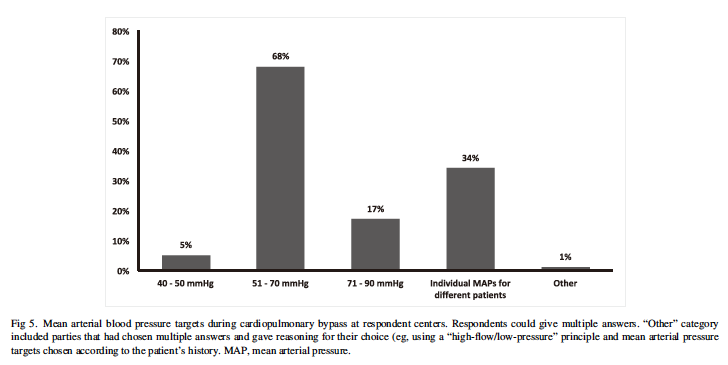 80%
70%
68%
60%
50%
40%
34%
30%
20%
17%
10%
5%
1%
0%
40 - 50 mmHg 51 - 70 mmHg 71 - 90 mmHg Individual MAPs for Other
different patients
Fig 5. Mean arterial blood pressure targets during cardiopulmonary bypass at respondent centers. Respondents could give multiple answers. “Other” category
included parties that had chosen multiple answers and gave reasoning for their choice (eg, using a “high-flow/low-pressure” principle and mean arterial pressure
targets chosen according to the patient’s history. MAP, mean arterial pressure.